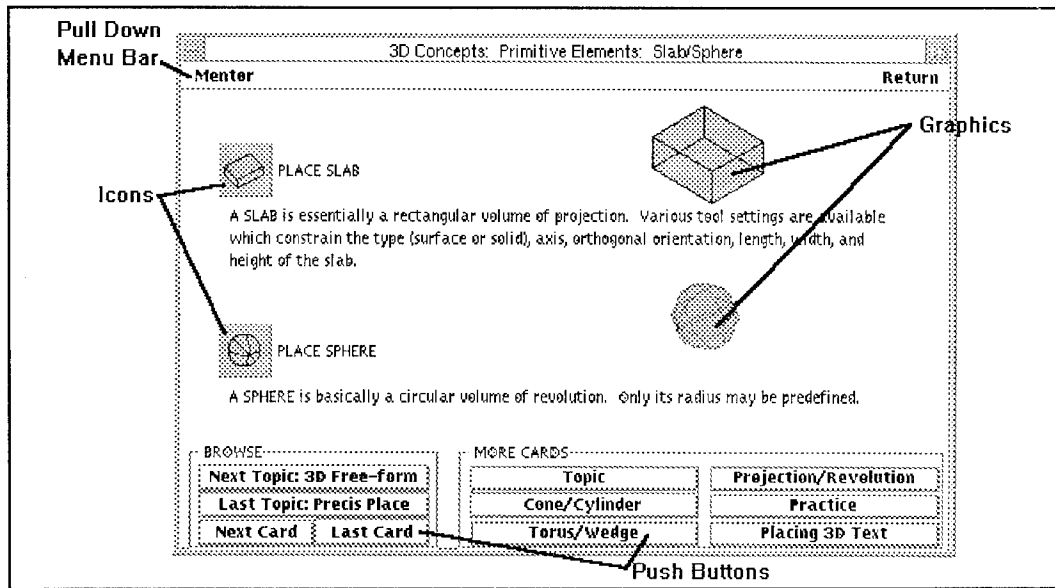 Pull Down
Menu Bar
3D Concepts: Primitive Elements: Slab/Sphere
Mentor
Return
Graphics
Icons
PLACE SLAB
A SLAB is essentially a rectangular volume of projection. Various tool settings are available
which constrain the type (surface or solid), axis, orthogonal orientation, length, width, and
height of the slab.
PLACE SPHERE
A SPHERE is basically a circular volume of revolution. Only its radius may be predefined.
BROWSE
Next Topic: 3D Free-form
Last Topic: Precis Place
Next Card
Last Card
MORE CARDS
Topic
Projection/Revolution
Cone/Cylinder
Practice
Torus/Wedge
Placing 3D Text
Push Buttons